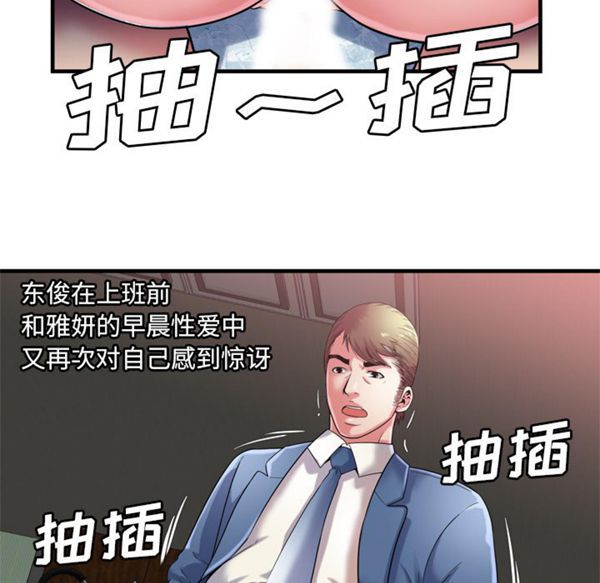 抽～插
东俊在上班前
和雅妍的早晨性爱中
又再次对自己感到惊讶
抽插
抽插